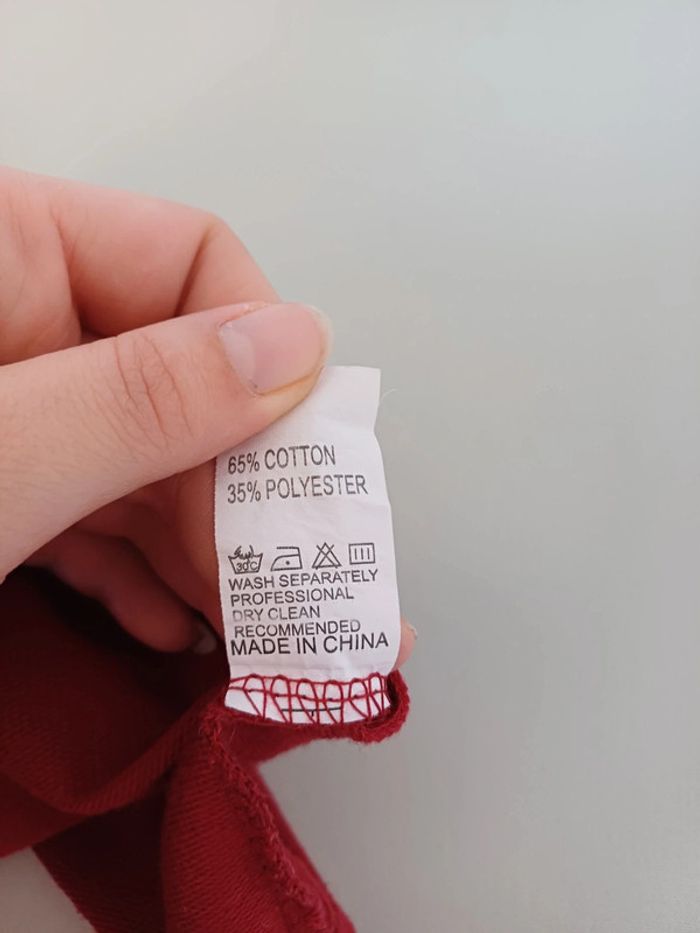 65% COTTON
35% POLYESTER
30°C
WASH SEPARATELY
PROFESSIONAL
DRY CLEAN
RECOMMENDED
MADE IN CHINA